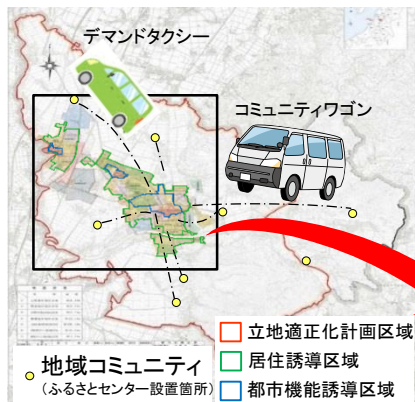 デマンドタクシー
コミュニティワゴン
立地適正化計画区域
居住誘導区域
都市機能誘導区域
地域コミュニティ
(ふるさとセンター設置箇所)